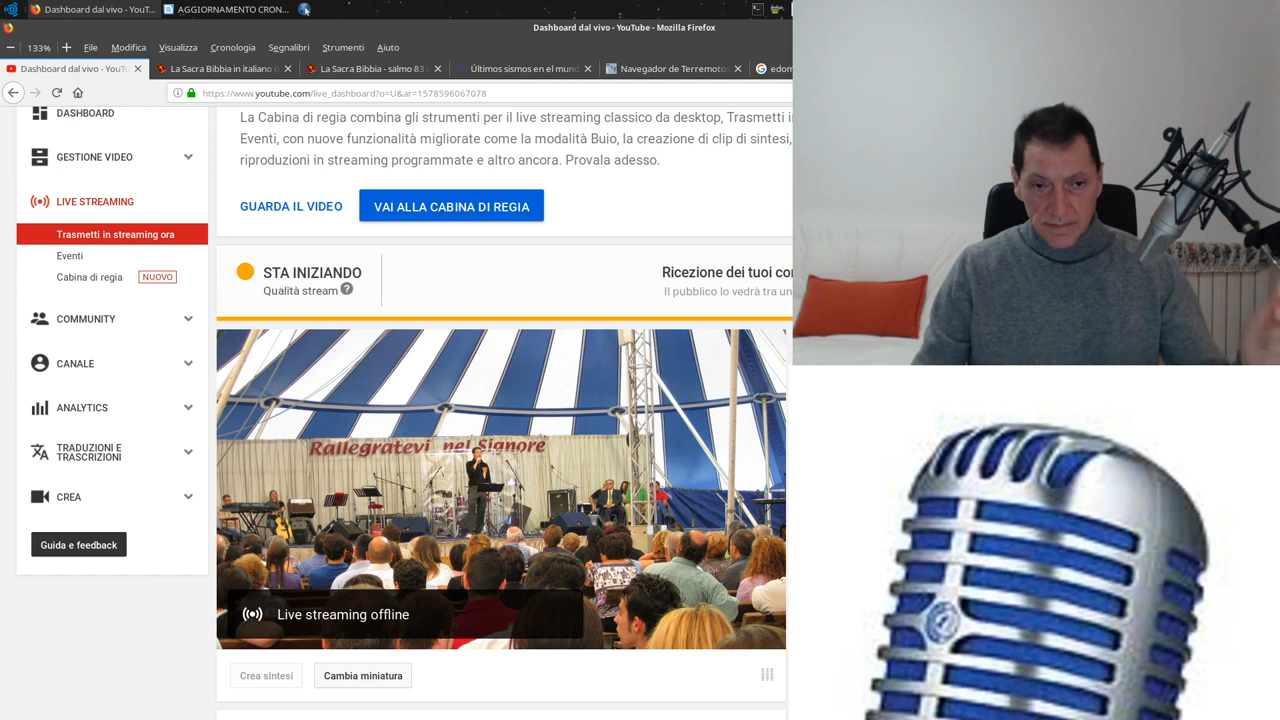 Dashboard dal vivo - YouT...
AGGIORNAMENTO CRON...
Dashboard dal vivo - YouTube - Mozilla Firefox
133%
File
Modifica
Visualizza
Cronologia
Segnalibri
Strumenti
Aiuto
Dashboard dal vivo - YouTu
La Sacra Bibbia in italiano o
La Sacra Bibbia - salmo 83 i
Últimos sismos en el mund
Navegador de Terremotos
edom
https://www.youtube.com/live_dashboard?o=U&ar=1578596067078
DASHBOARD
GESTIONE VIDEO
LIVE STREAMING
Trasmetti in streaming ora
Eventi
Cabina di regia NUOVO
COMMUNITY
CANALE
ANALYTICS
TRADUZIONI E
TRASCRIZIONI
CREA
Guida e feedback
La Cabina di regia combina gli strumenti per il live streaming classico da desktop, Trasmetti i
Eventi, con nuove funzionalità migliorate come la modalità Buio, la creazione di clip di sintesi,
riproduzioni in streaming programmate e altro ancora. Provala adesso.
GUARDA IL VIDEO
VAI ALLA CABINA DI REGIA
STA INIZIANDO
Qualità stream ?
Ricezione dei tuoi con
Il pubblico lo vedrà tra un
Rallegratevi nel Signore
Live streaming offline
Crea sintesi
Cambia miniatura